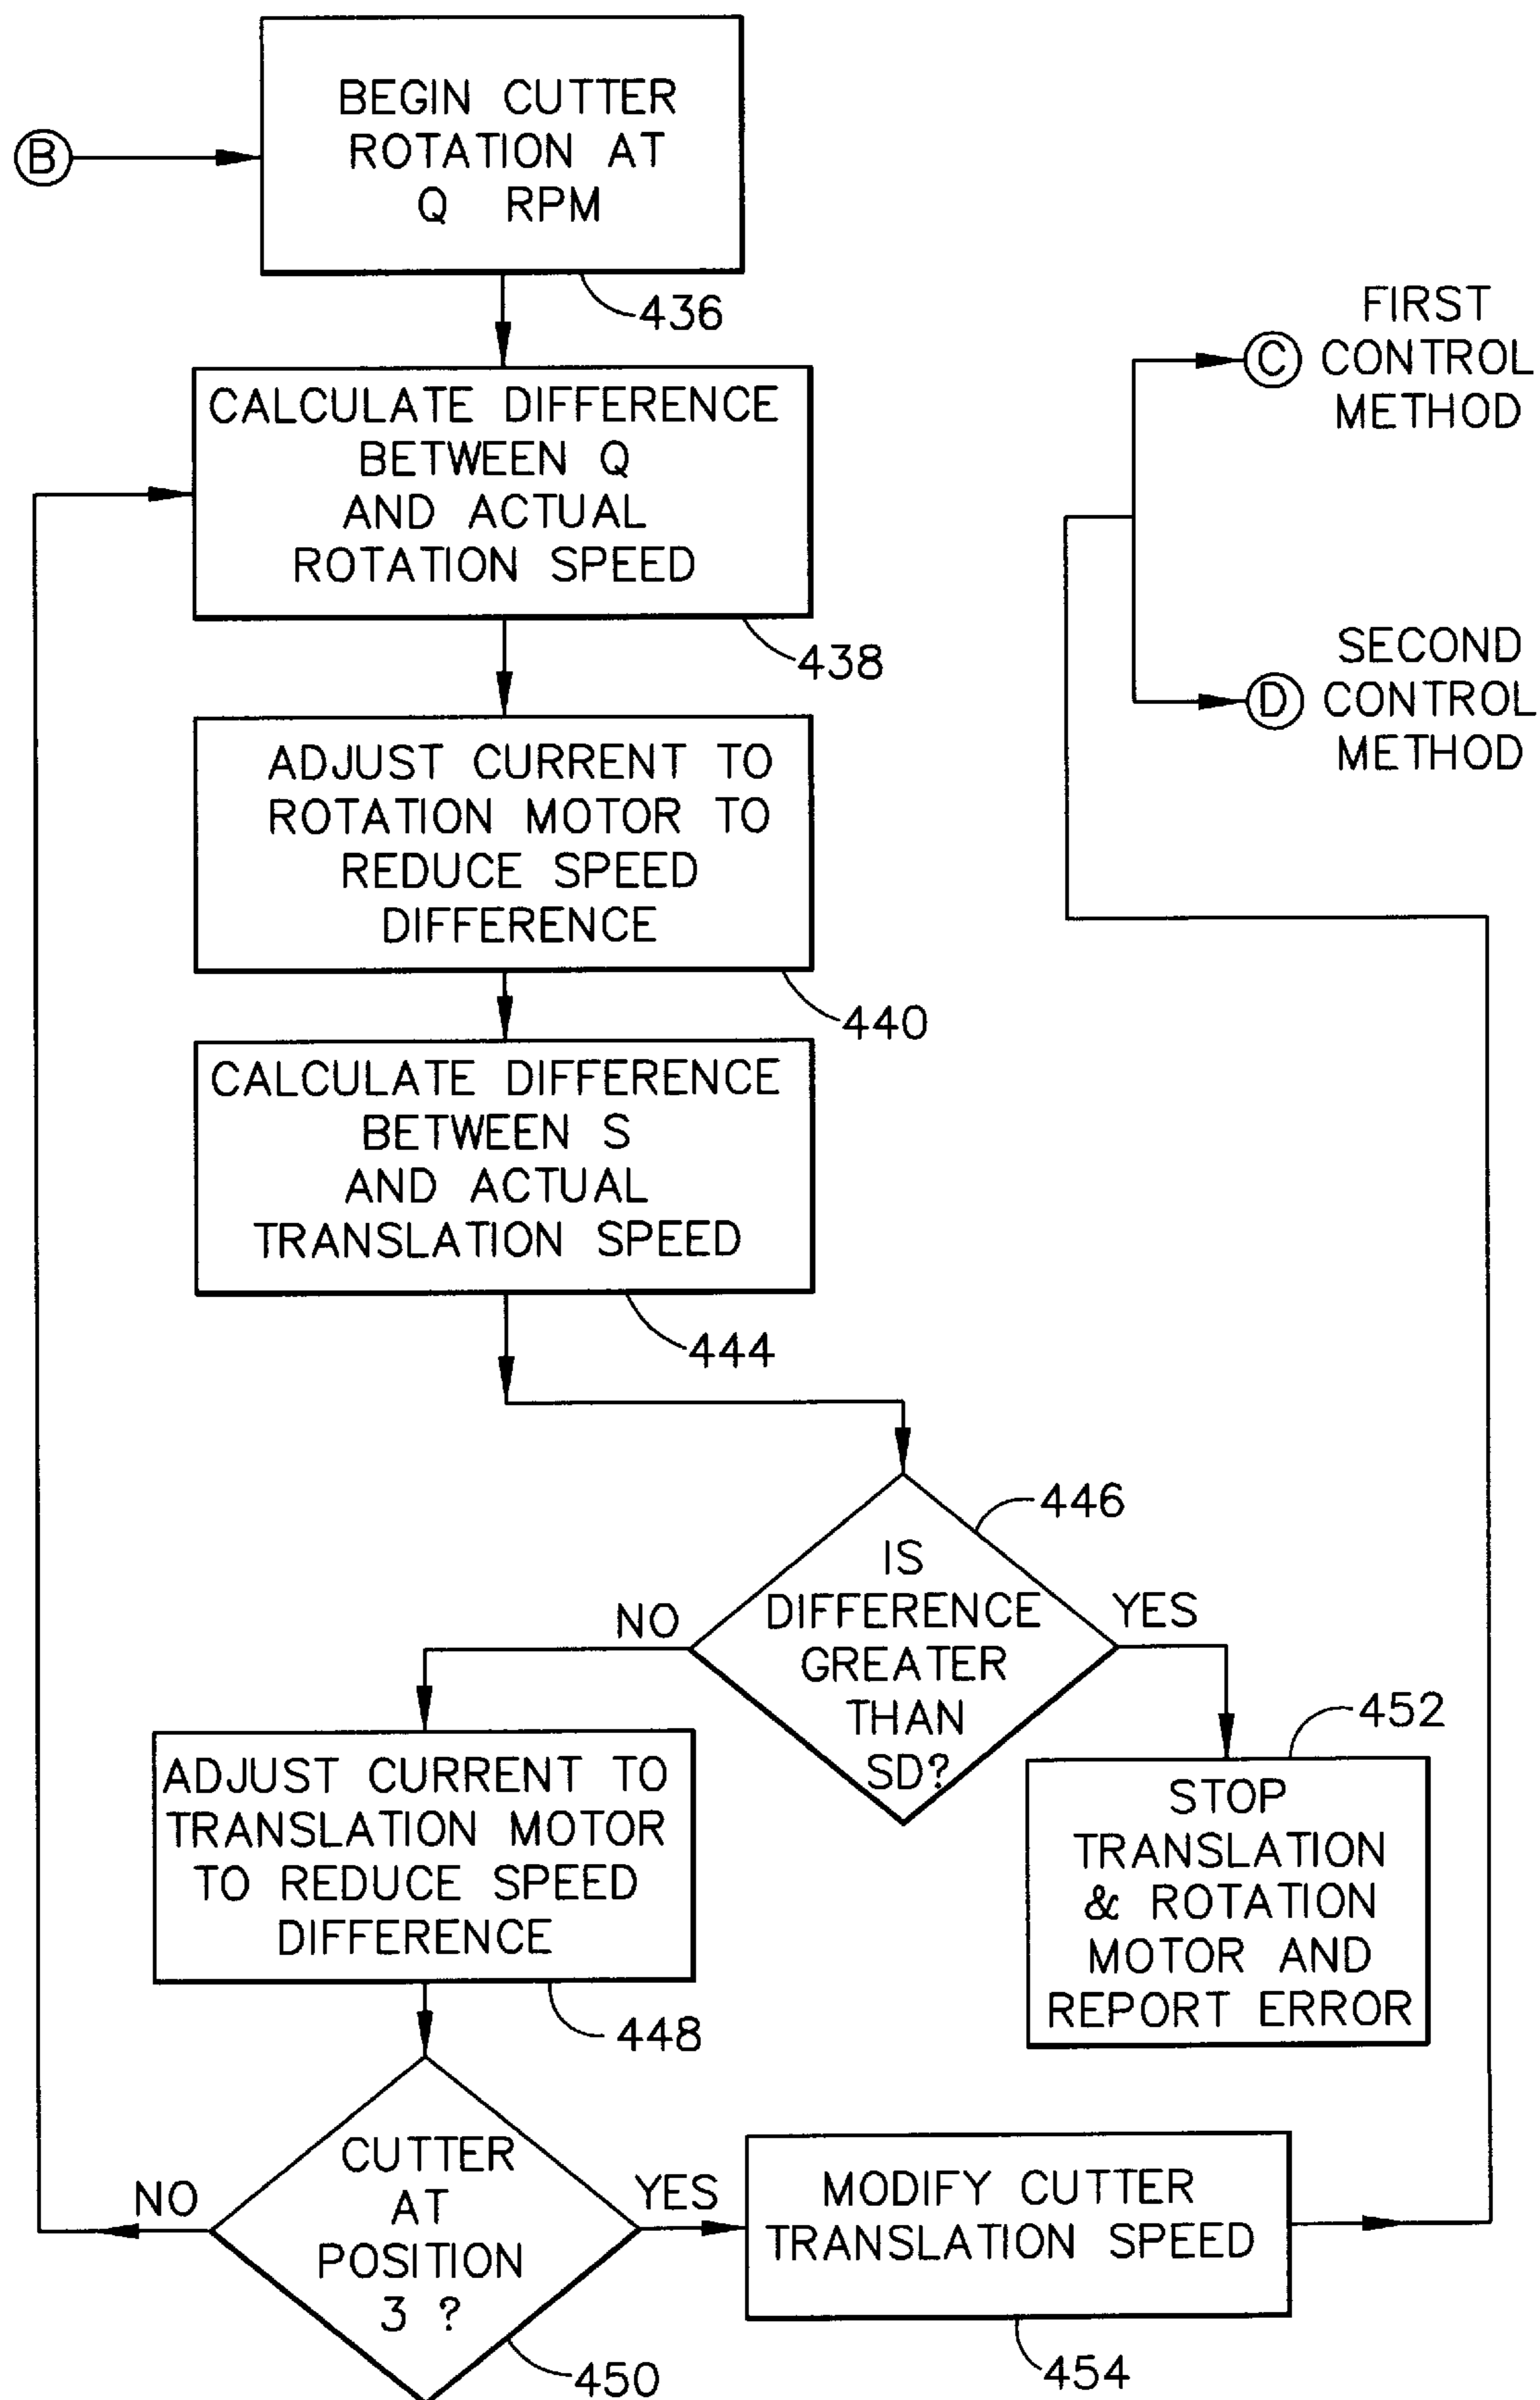 BEGIN CUTTER
ROTATION AT
Q RPM
B
436
CALCULATE DIFFERENCE
BETWEEN Q
AND ACTUAL
ROTATION SPEED
438
ADJUST CURRENT TO
ROTATION MOTOR TO
REDUCE SPEED
DIFFERENCE
440
CALCULATE DIFFERENCE
BETWEEN S
AND ACTUAL
TRANSLATION SPEED
444
446
IS
DIFFERENCE
GREATER
THAN
SD?
NO
YES
ADJUST CURRENT TO
TRANSLATION MOTOR
TO REDUCE SPEED
DIFFERENCE
448
452
STOP
TRANSLATION
& ROTATION
MOTOR AND
REPORT ERROR
CUTTER
AT
POSITION
3 ?
NO
YES
450
MODIFY CUTTER
TRANSLATION SPEED
454
C
FIRST
CONTROL
METHOD
D
SECOND
CONTROL
METHOD